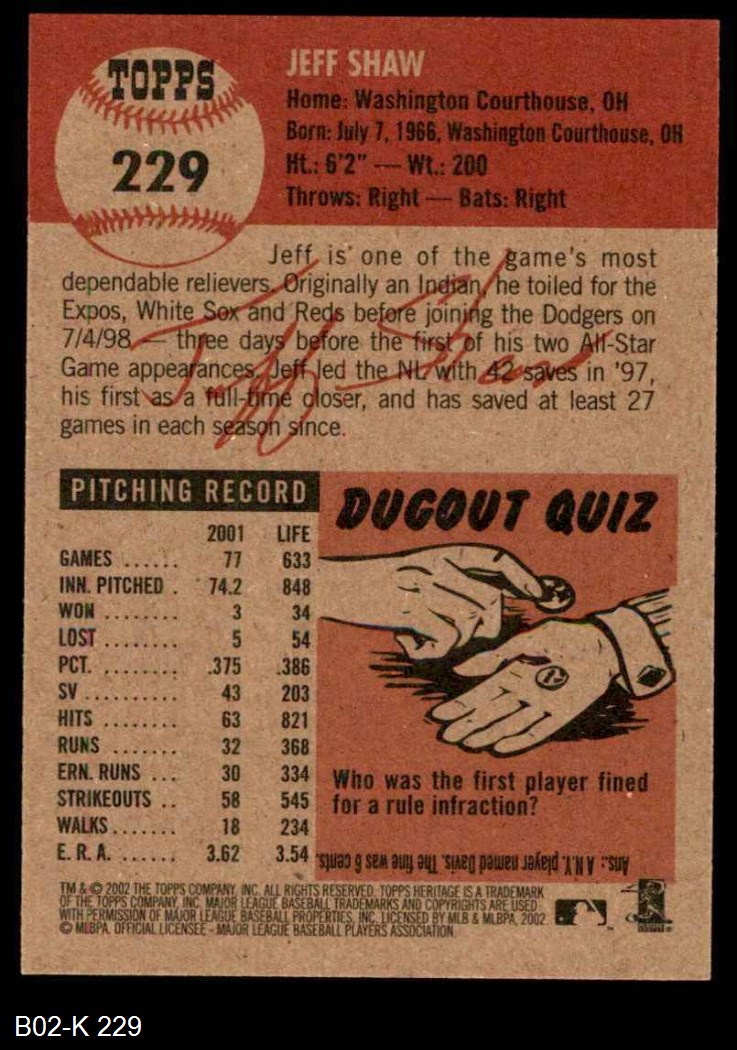 TOPPS
229
JEFF SHAW
Home: Washington Courthouse, OH
Born: July 7, 1966, Washington Courthouse, OH
Ht.: 6'2" — Wt.: 200
Throws: Right — Bats: Right
Jeff is one of the game's most
dependable relievers. Originally an Indian, he toiled for the
Expos, White Sox and Reds before joining the Dodgers on
7/4/98 — three days before the first of his two All-Star
Game appearances. Jeff led the NL with 42 saves in '97,
his first as a full-time closer, and has saved at least 27
games in each season since.
Jeff Shaw
PITCHING RECORD
2001 LIFE
GAMES ...... 77 633
INN. PITCHED . 74.2 848
WON ........ 3 34
LOST ........ 5 54
PCT. ........ .375 .386
SV .......... 43 203
HITS ........ 63 821
RUNS ....... 32 368
ERN. RUNS ... 30 334
STRIKEOUTS .. 58 545
WALKS....... 18 234
E. R. A. ...... 3.62 3.54
DUGOUT QUIZ
Who was the first player fined
for a rule infraction?
Ans.: A N.Y. player named Davis. The fine was 6 cents.
TM & © 2002 THE TOPPS COMPANY, INC. ALL RIGHTS RESERVED. TOPPS HERITAGE IS A TRADEMARK
OF THE TOPPS COMPANY, INC. MAJOR LEAGUE BASEBALL TRADEMARKS AND COPYRIGHTS ARE USED
WITH PERMISSION OF MAJOR LEAGUE BASEBALL PROPERTIES, INC. LICENSED BY MLB & MLBPA, 2002
© MLBPA. OFFICIAL LICENSEE - MAJOR LEAGUE BASEBALL PLAYERS ASSOCIATION.
B02-K 229